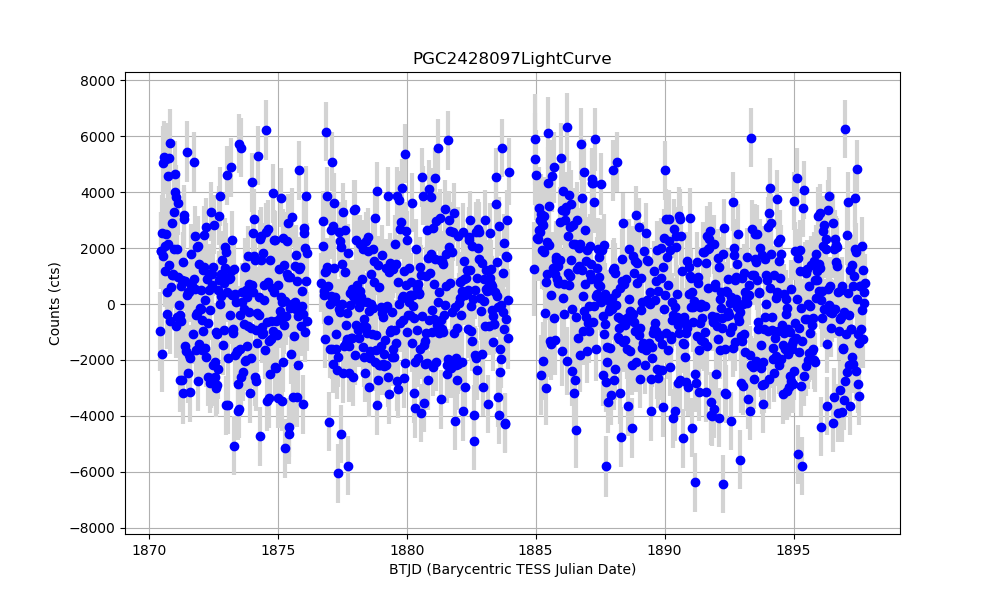 PGC2428097LightCurve
8000
6000
4000
2000
0
−2000
−4000
−6000
−8000
Counts (cts)
1870 1875 1880 1885 1890 1895
BTJD (Barycentric TESS Julian Date)